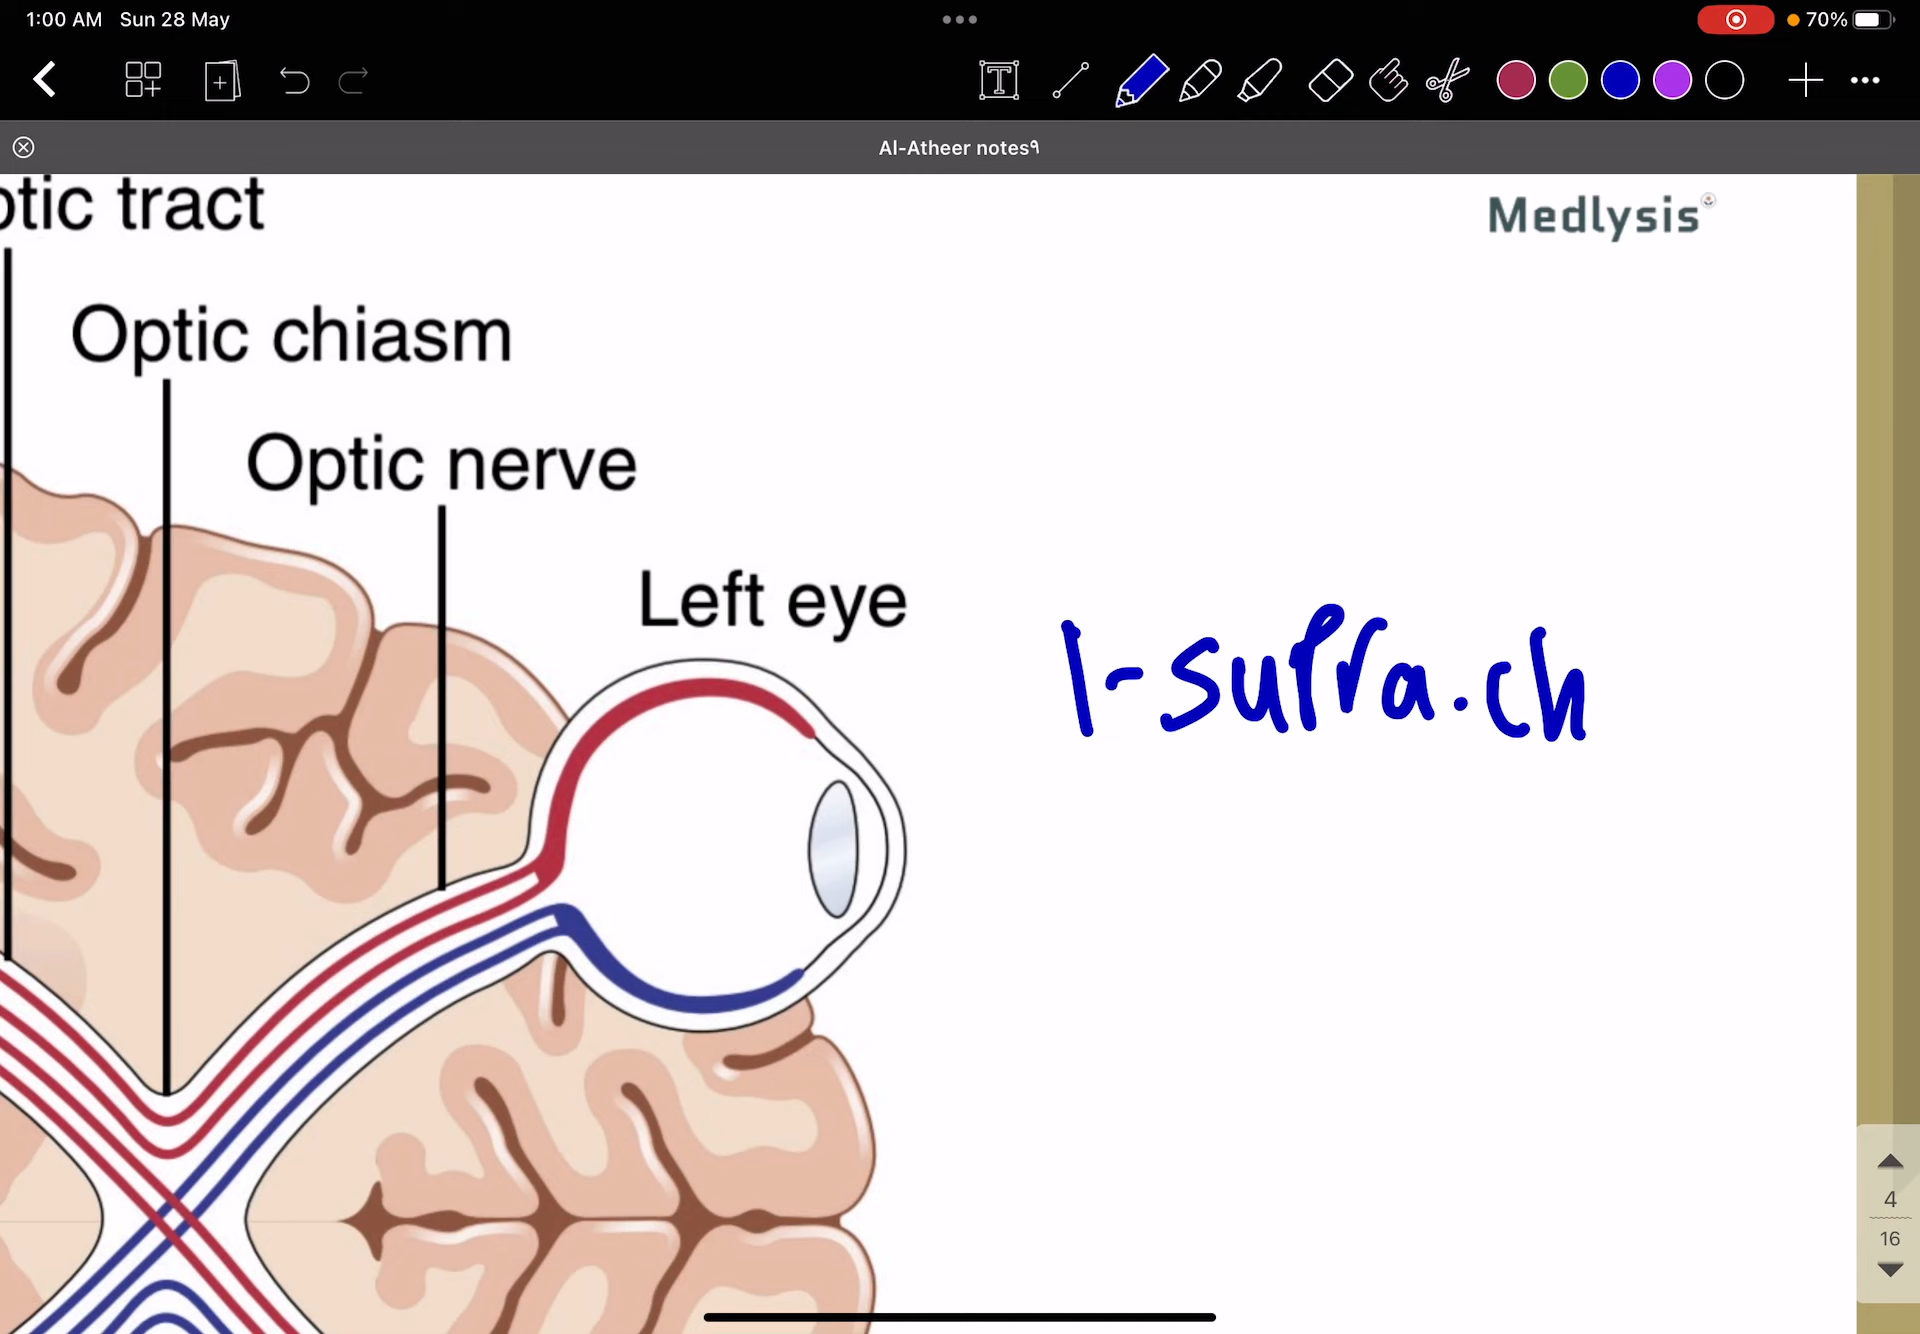 1:00 AM Sun 28 May
70%
T
Al-Atheer notes٩
ptic tract
Medlysis
Optic chiasm
Optic nerve
Left eye
1-supra.ch
4
16